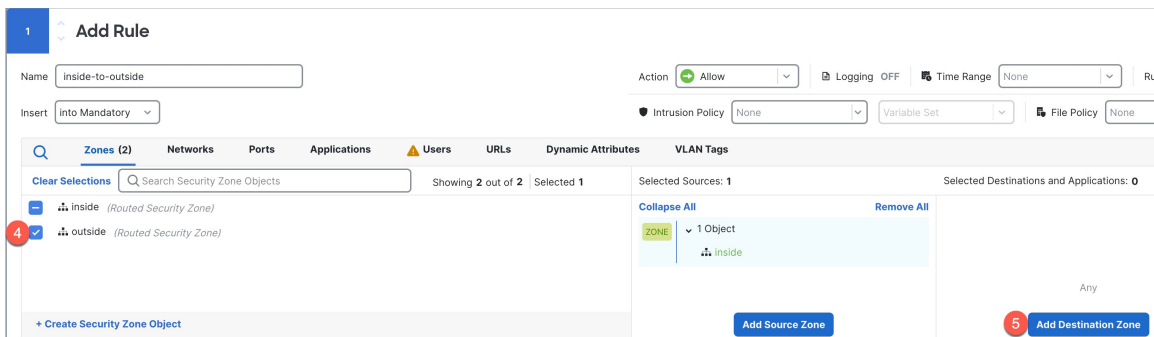 1 Add Rule
Name inside-to-outside Action Allow Logging OFF Time Range None Ru
Insert into Mandatory Intrusion Policy None Variable Set File Policy None
Zones (2) Networks Ports Applications Users URLs Dynamic Attributes VLAN Tags
Clear Selections Search Security Zone Objects Showing 2 out of 2 Selected 1 Selected Sources: 1 Selected Destinations and Applications: 0
inside (Routed Security Zone) Collapse All Remove All
4 outside (Routed Security Zone) ZONE 1 Object
inside
Any
+ Create Security Zone Object Add Source Zone 5 Add Destination Zone